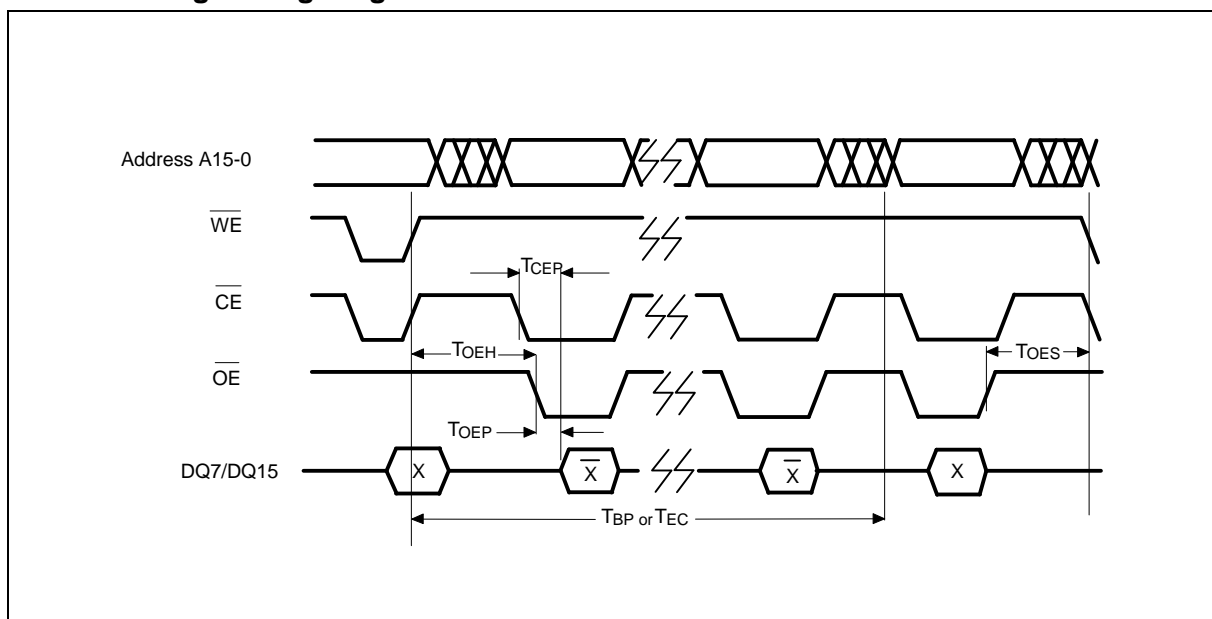 Address A15-0
WE
TCEP
CE
TOEH
TOES
OE
TOEP
DQ7/DQ15
X
X
X
X
TBP or TEC